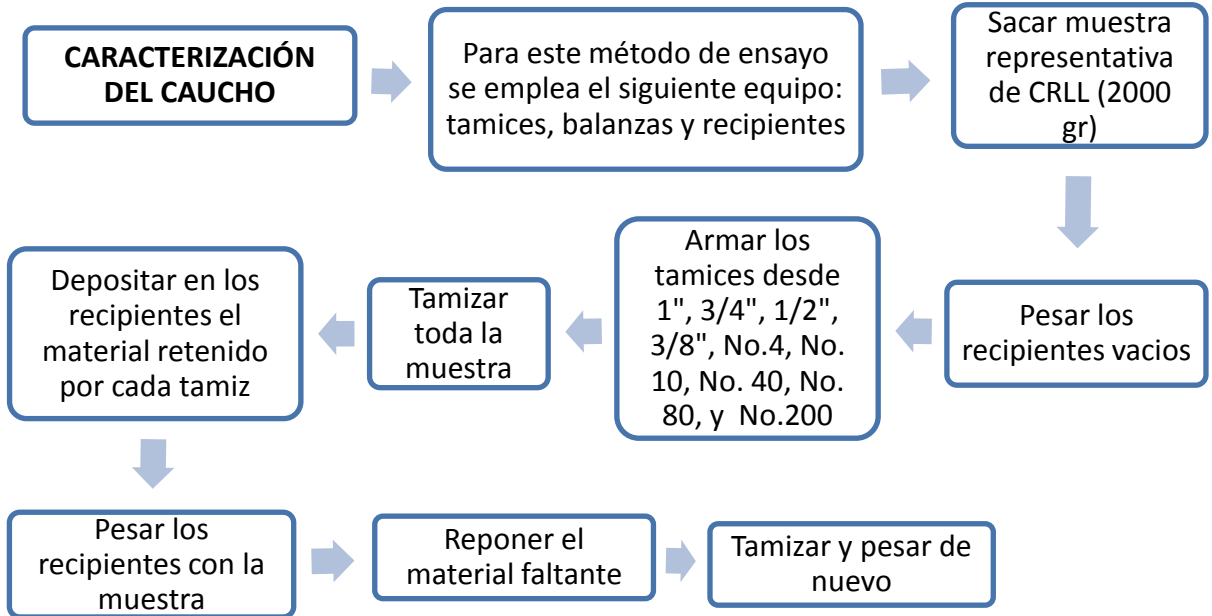 CARACTERIZACIÓN
DEL CAUCHO
Para este método de ensayo
se emplea el siguiente equipo:
tamices, balanzas y recipientes
Sacar muestra
representativa
de CRLL (2000
gr)
Pesar los
recipientes vacios
Armar los
tamices desde
1", 3/4", 1/2",
3/8", No.4, No.
10, No. 40, No.
80, y No.200
Tamizar
toda la
muestra
Depositar en los
recipientes el
material retenido
por cada tamiz
Pesar los
recipientes con la
muestra
Reponer el
material faltante
Tamizar y pesar de
nuevo